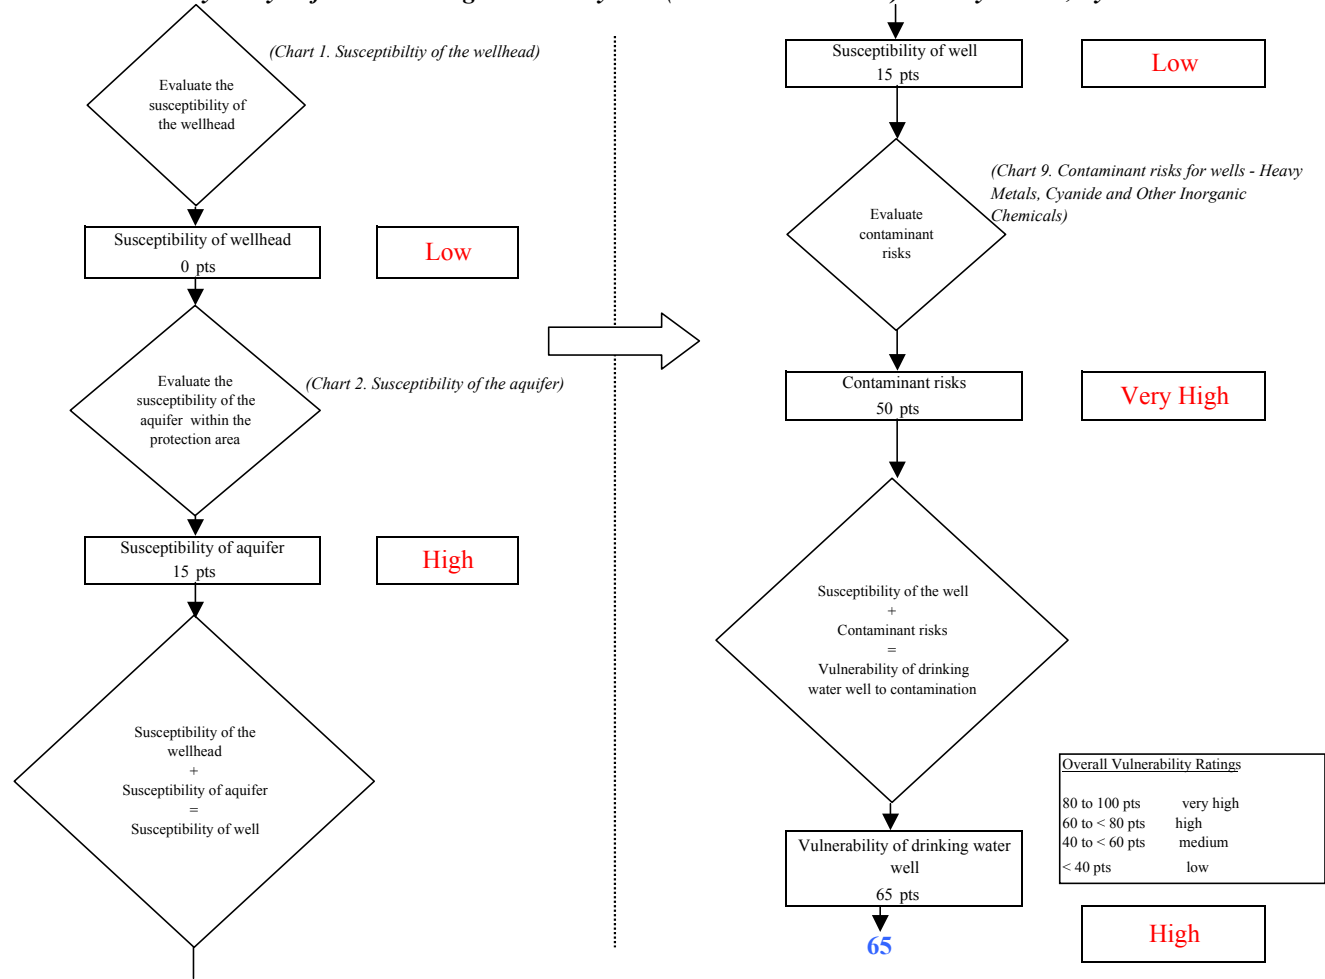 (Chart 1. Susceptibiltiy of the wellhead)
Evaluate the
susceptibility of
the wellhead
Susceptibility of wellhead
0 pts
Low
(Chart 2. Susceptibility of the aquifer)
Evaluate the
susceptibility of the
aquifer within the
protection area
Susceptibility of aquifer
15 pts
High
Susceptibility of the
wellhead
+
Susceptibility of aquifer
=
Susceptibility of well
Susceptibility of well
15 pts
Low
(Chart 9. Contaminant risks for wells - Heavy
Metals, Cyanide and Other Inorganic
Chemicals)
Evaluate
contaminant
risks
Contaminant risks
50 pts
Very High
Susceptibility of the well
+
Contaminant risks
=
Vulnerability of drinking
water well to contamination
Overall Vulnerability Ratings
80 to 100 pts very high
60 to < 80 pts high
40 to < 60 pts medium
< 40 pts low
Vulnerability of drinking water
well
65 pts
65
High